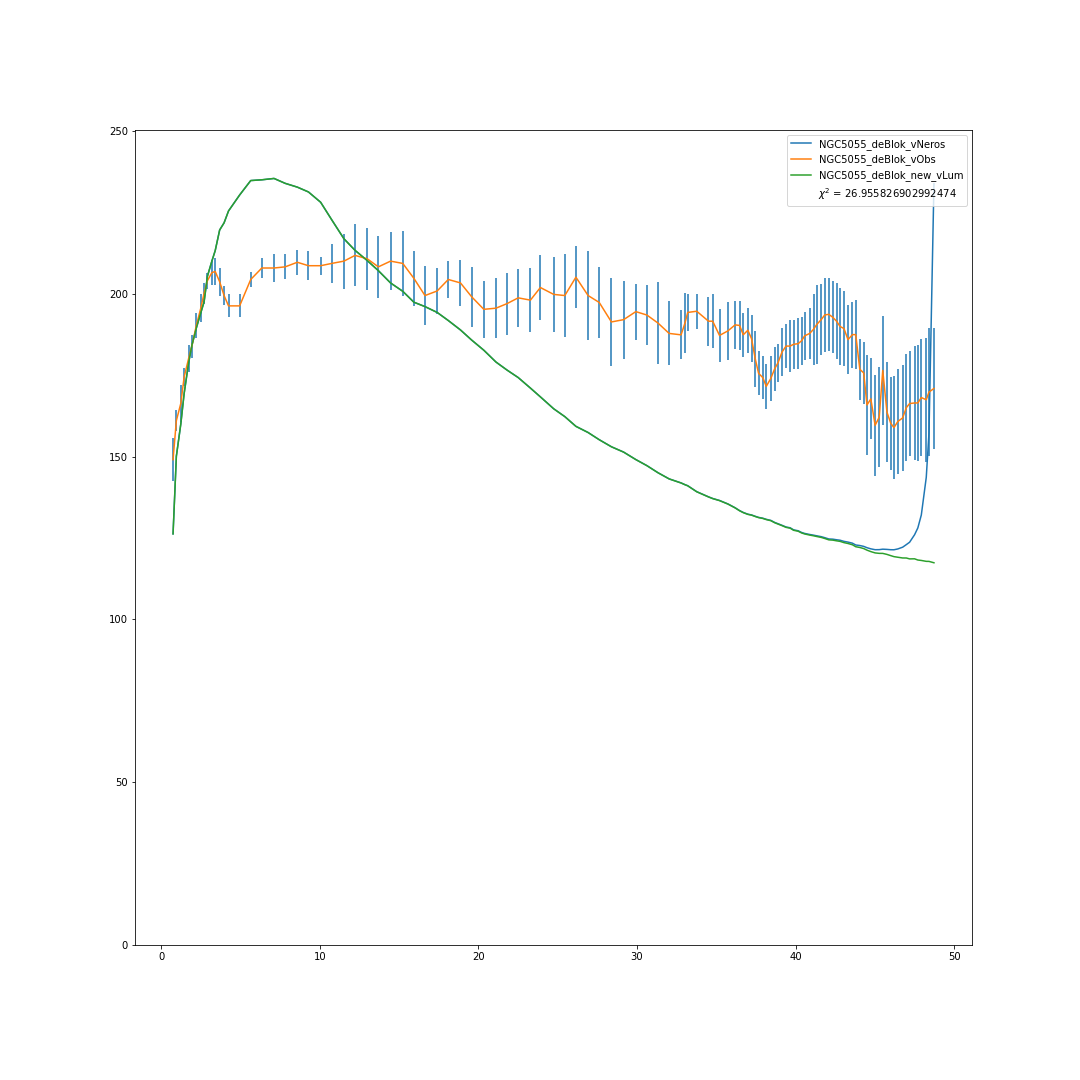 250
200
150
100
50
0
0 10 20 30 40 50
NGC5055_deBlok_vNeros
NGC5055_deBlok_vObs
NGC5055_deBlok_new_vLum
χ² = 26.955826902992474